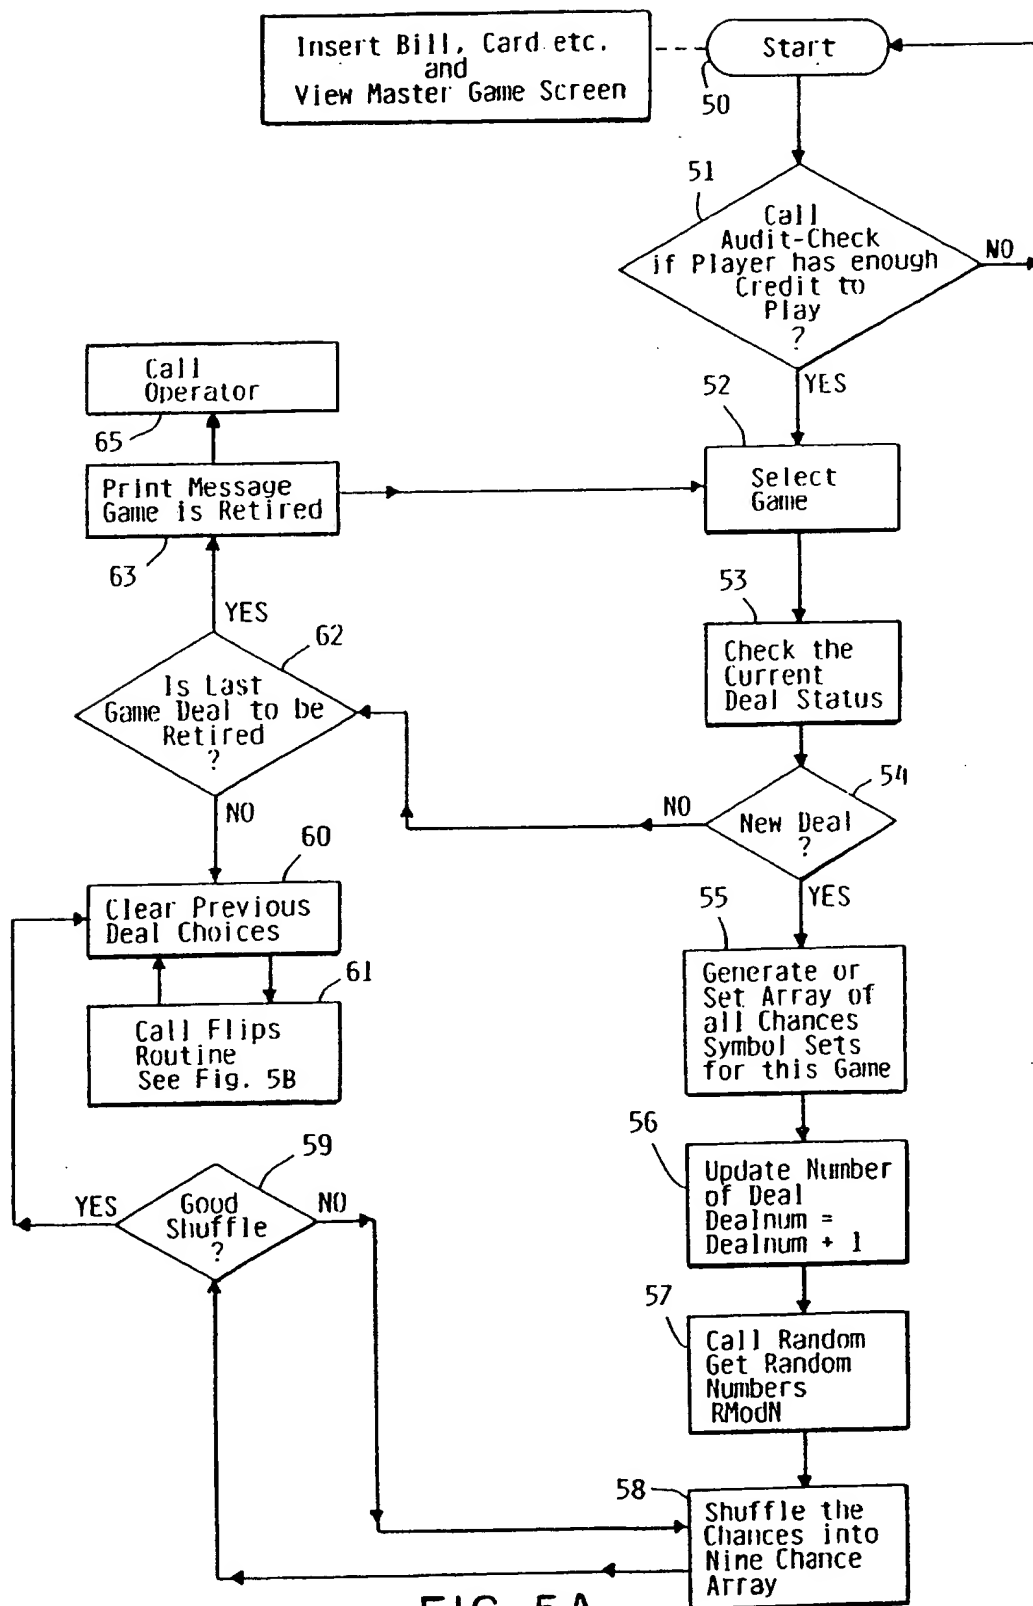 Insert Bill, Card etc.
and
View Master Game Screen
Start
50
51
Call
Audit-Check
if Player has enough
Credit to
Play
?
NO
YES
52
Select
Game
Call
Operator
65
Print Message
Game is Retired
63
YES
62
Is Last
Game Deal to be
Retired
?
NO
53
Check the
Current
Deal Status
54
New Deal
?
NO
YES
60
Clear Previous
Deal Choices
61
Call Flips
Routine
See Fig. 5B
55
Generate or
Set Array of
all Chances
Symbol Sets
for this Game
56
Update Number
of Deal
Dealnum =
Dealnum + 1
59
Good
Shuffle
?
YES
NO
57
Call Random
Get Random
Numbers
RModN
58
Shuffle the
Chances into
Nine Chance
Array
FIG. 5A